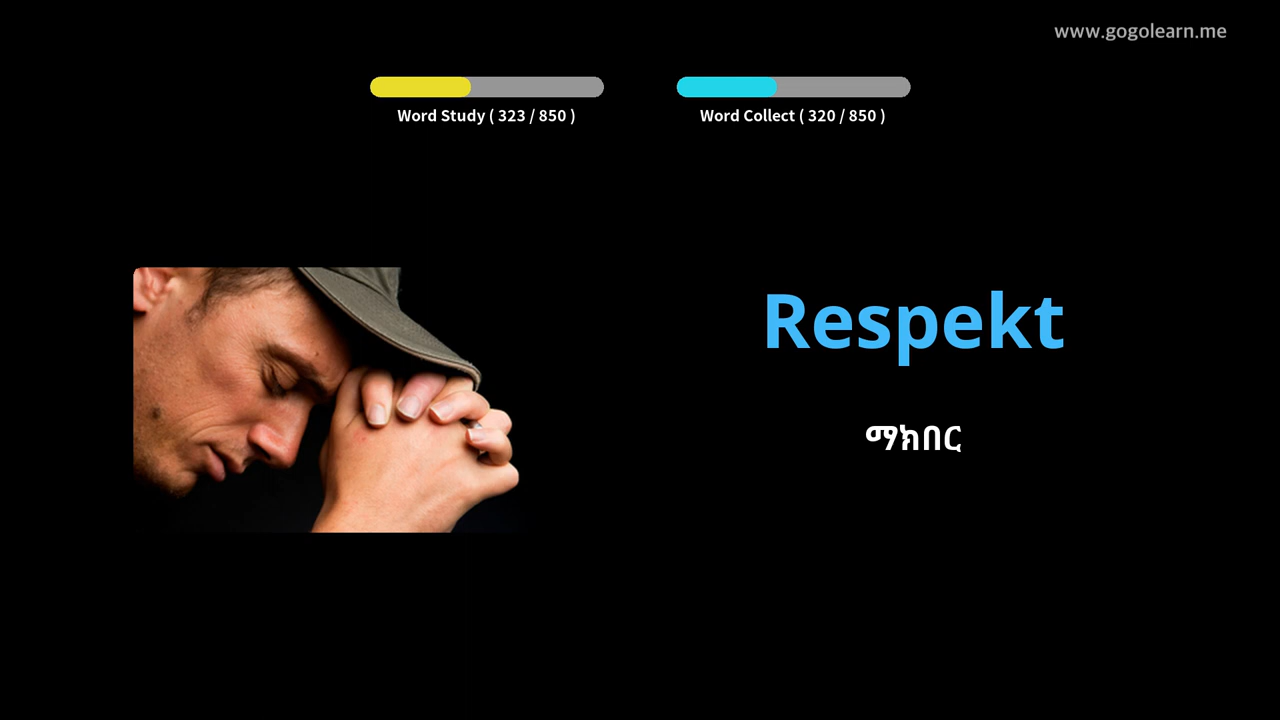 www.gogolearn.me
Word Study ( 323 / 850 )
Word Collect ( 320 / 850 )
Respekt
ማክበር